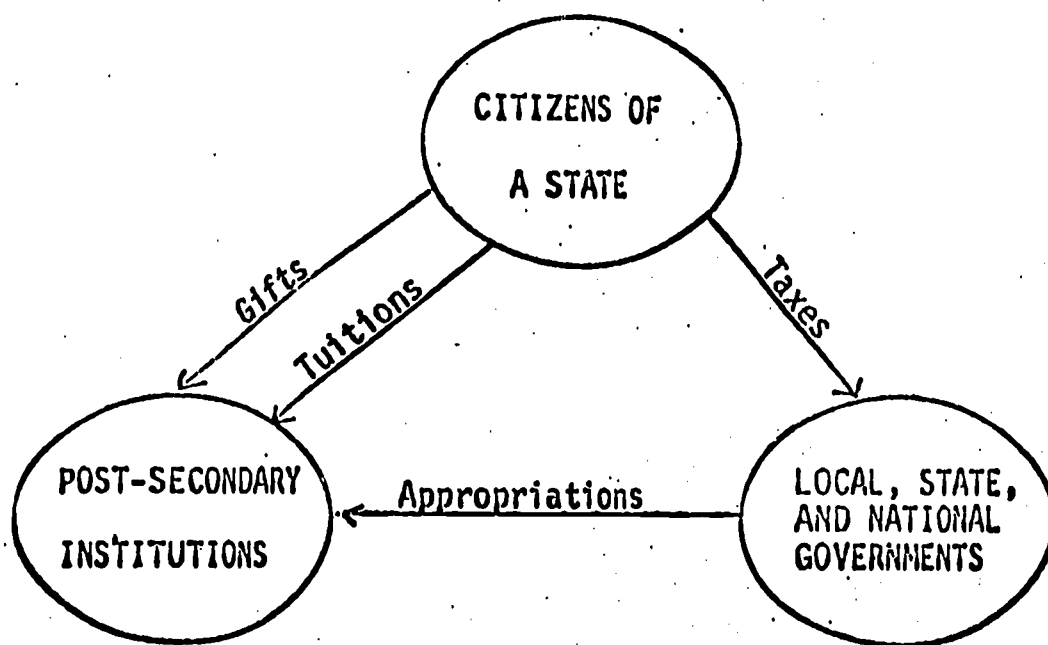 CITIZENS OF
A STATE
Gifts
Tuitions
Taxes
POST-SECONDARY
INSTITUTIONS
Appropriations
LOCAL, STATE,
AND NATIONAL
GOVERNMENTS